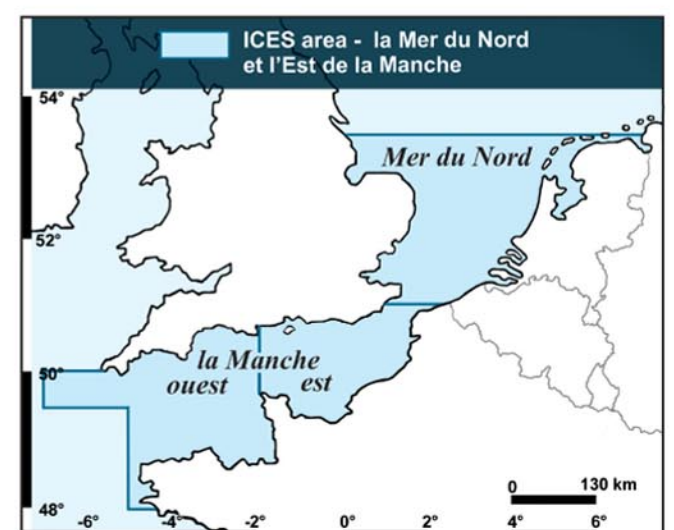 ICES area - la Mer du Nord
et l'Est de la Manche
54°
Mer du Nord
52°
50°
la Manche
ouest est
0 130 km
48°
-6° -4° -2° 0° 2° 4° 6°